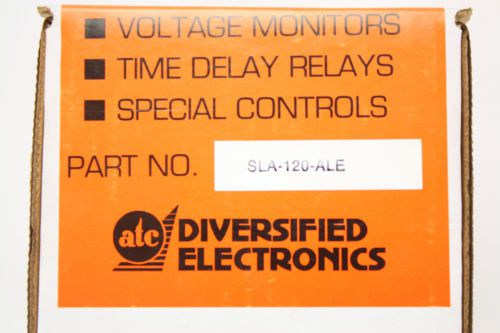 ■ VOLTAGE MONITORS
■ TIME DELAY RELAYS
■ SPECIAL CONTROLS
PART NO. SLA-120-ALE
atc DIVERSIFIED
ELECTRONICS